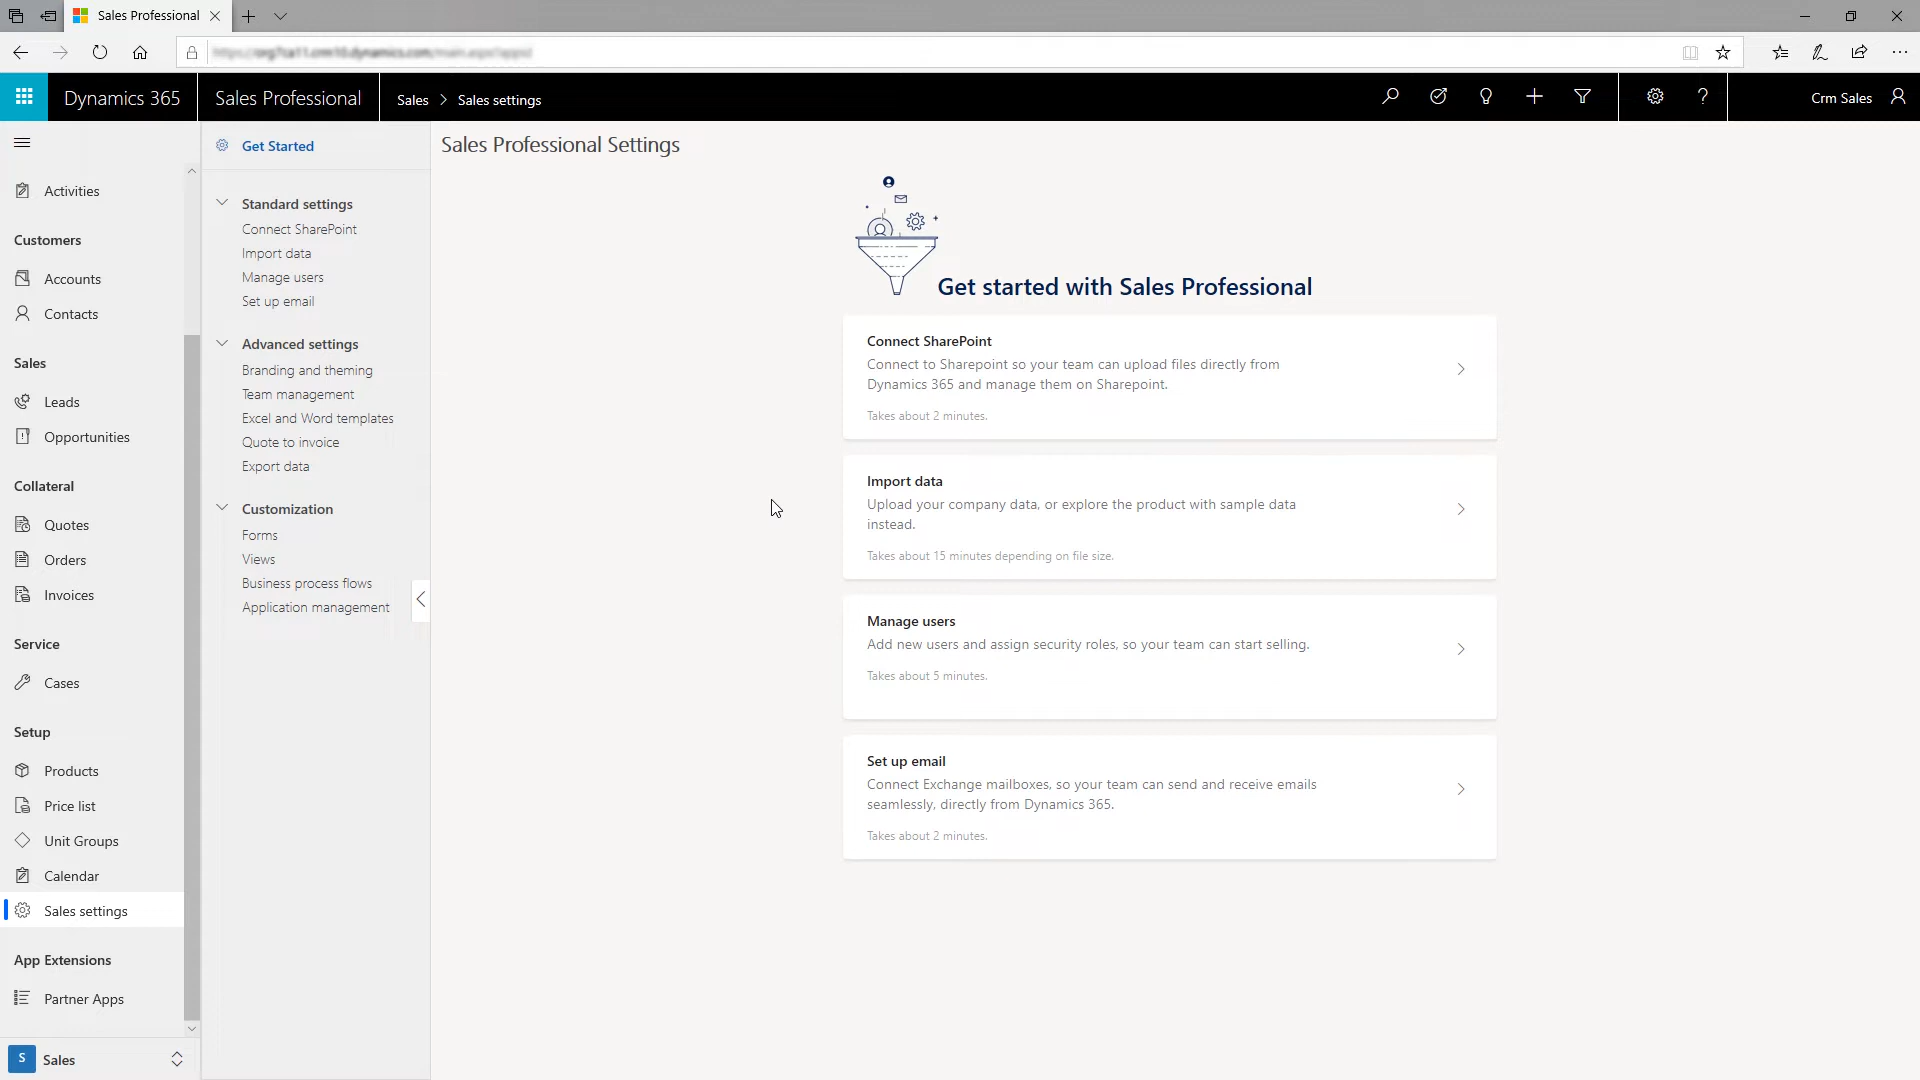 Sales Professional
Dynamics 365
Sales Professional
Sales
Sales settings
Crm Sales
Activities
Customers
Accounts
Contacts
Sales
Leads
Opportunities
Collateral
Quotes
Orders
Invoices
Service
Cases
Setup
Products
Price list
Unit Groups
Calendar
Sales settings
App Extensions
Partner Apps
S
Sales
Get Started
Standard settings
Connect SharePoint
Import data
Manage users
Set up email
Advanced settings
Branding and theming
Team management
Excel and Word templates
Quote to invoice
Export data
Customization
Forms
Views
Business process flows
Application management
Sales Professional Settings
Get started with Sales Professional
Connect SharePoint
Connect to Sharepoint so your team can upload files directly from
Dynamics 365 and manage them on Sharepoint.
Takes about 2 minutes.
Import data
Upload your company data, or explore the product with sample data
instead.
Takes about 15 minutes depending on file size.
Manage users
Add new users and assign security roles, so your team can start selling.
Takes about 5 minutes.
Set up email
Connect Exchange mailboxes, so your team can send and receive emails
seamlessly, directly from Dynamics 365.
Takes about 2 minutes.